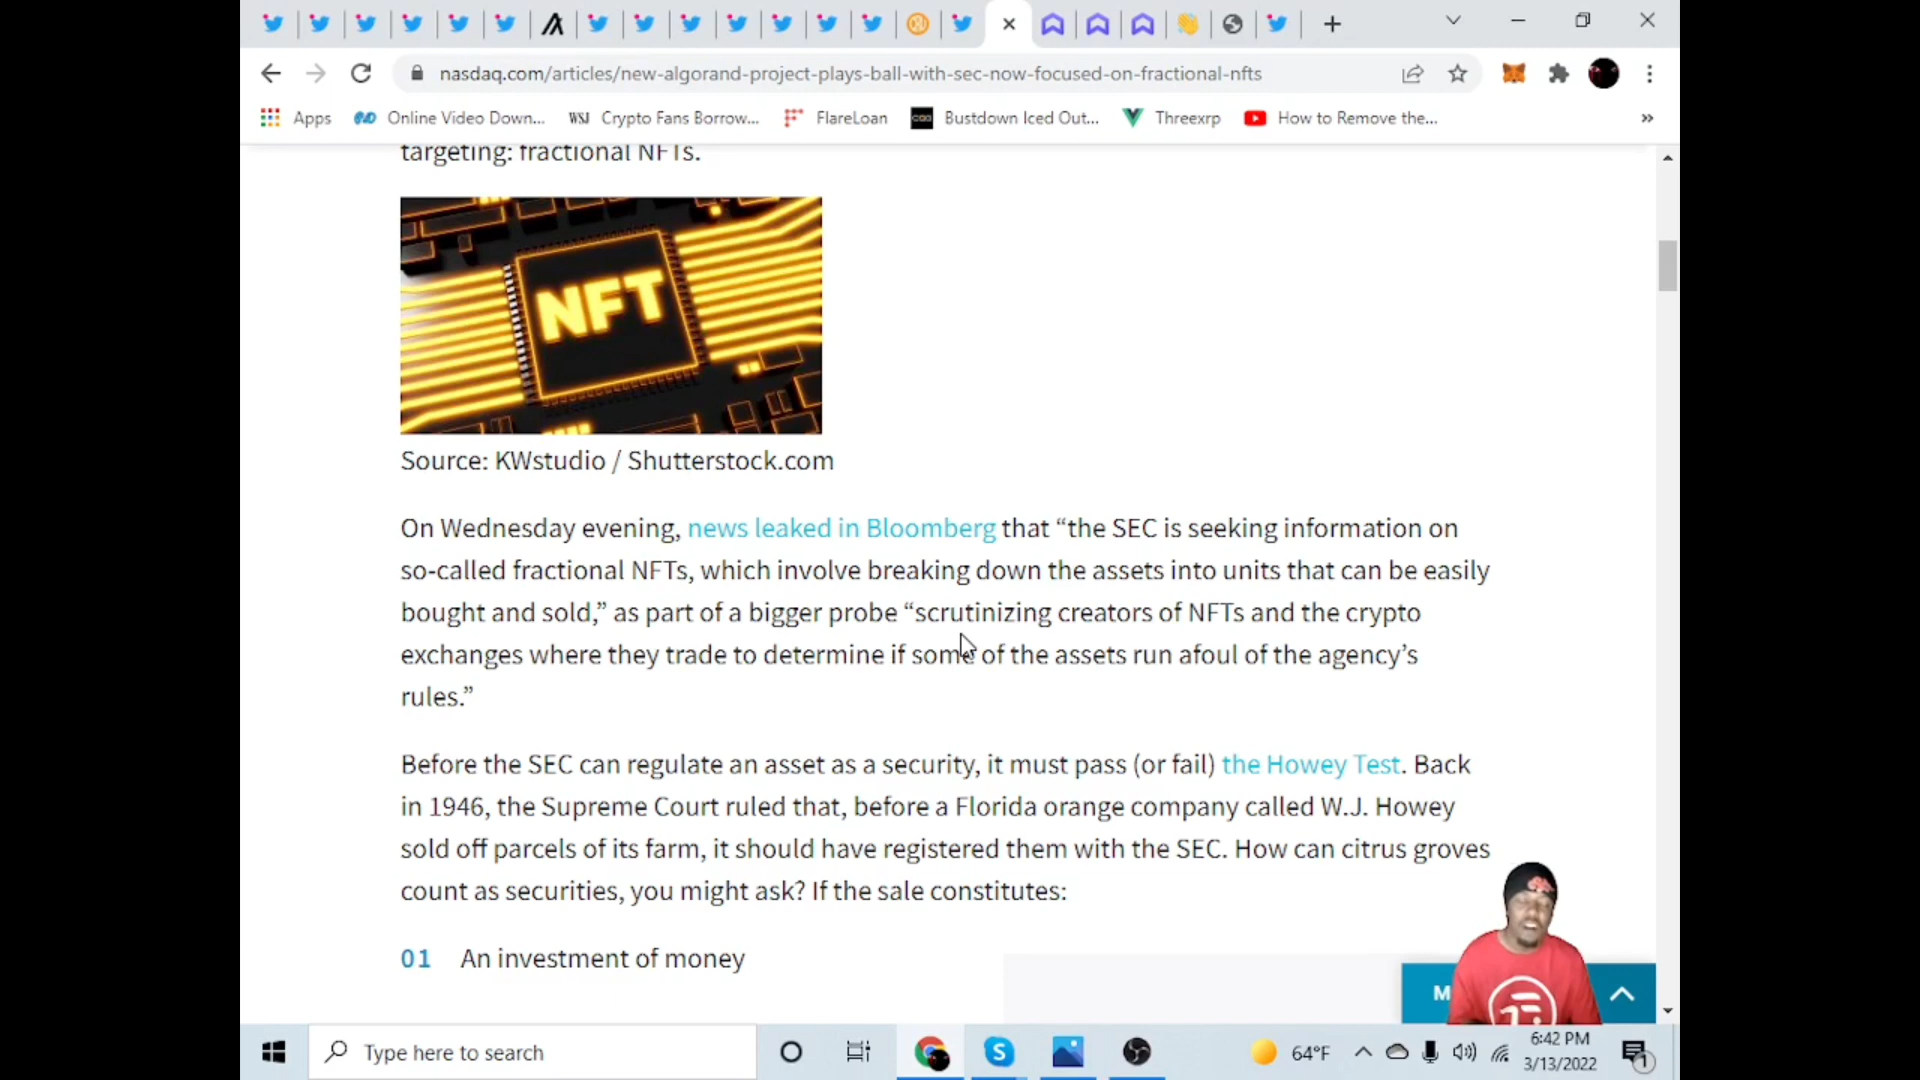 nasdaq.com/articles/new-algorand-project-plays-ball-with-sec-now-focused-on-fractional-nfts
Apps
Online Video Down...
WSJ Crypto Fans Borrow...
FlareLoan
Bustdown Iced Out...
Threexrp
How to Remove the...
»
targeting: fractional NFTs.
NFT
Source: KWstudio / Shutterstock.com
On Wednesday evening, news leaked in Bloomberg that “the SEC is seeking information on
so-called fractional NFTs, which involve breaking down the assets into units that can be easily
bought and sold,” as part of a bigger probe “scrutinizing creators of NFTs and the crypto
exchanges where they trade to determine if some of the assets run afoul of the agency’s
rules.”
Before the SEC can regulate an asset as a security, it must pass (or fail) the Howey Test. Back
in 1946, the Supreme Court ruled that, before a Florida orange company called W.J. Howey
sold off parcels of its farm, it should have registered them with the SEC. How can citrus groves
count as securities, you might ask? If the sale constitutes:
01 An investment of money
M
Type here to search
64°F
6:42 PM
3/13/2022
1